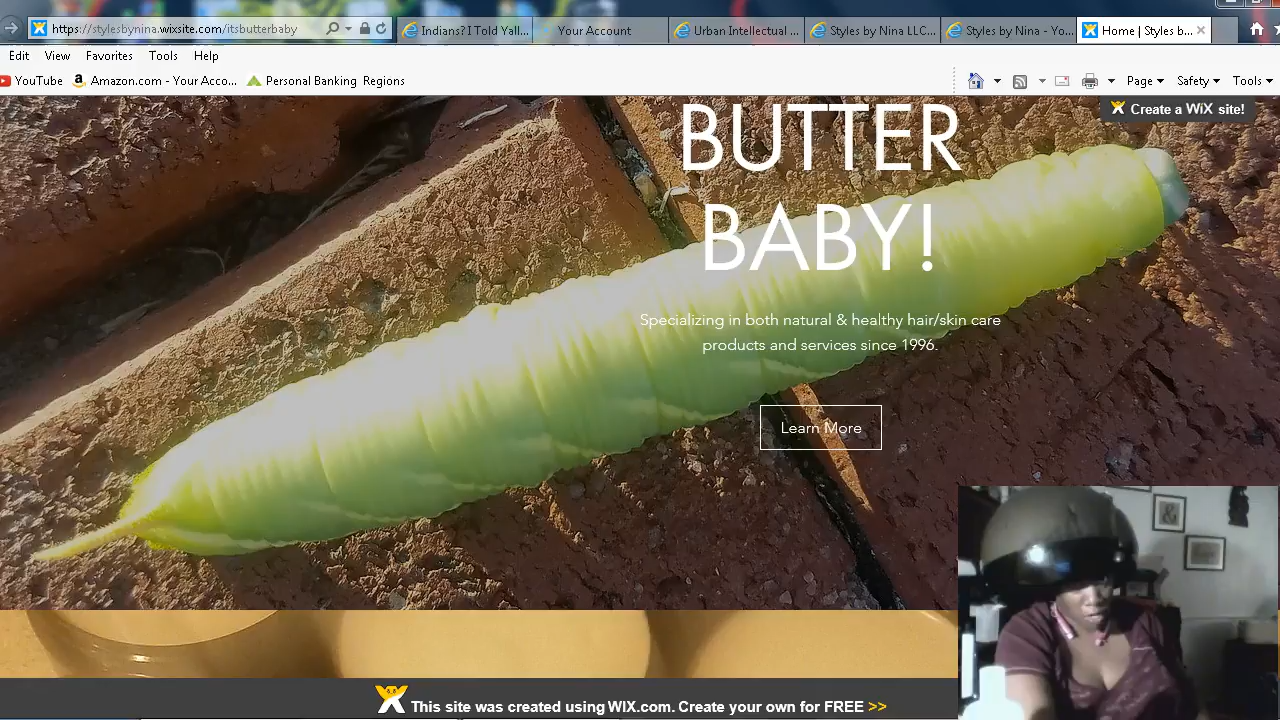 https://stylesbynina.wixsite.com/itsbutterbaby
Indians? I Told Yall...
Your Account
Urban Intellectual ...
Styles by Nina LLC...
Styles by Nina - Yo...
Home | Styles b...
Edit View Favorites Tools Help
YouTube Amazon.com - Your Acco... Personal Banking Regions
Page Safety Tools
Create a WiX site!
BUTTER
BABY!
Specializing in both natural & healthy hair/skin care
products and services since 1996.
Learn More
This site was created using WIX.com. Create your own for FREE >>